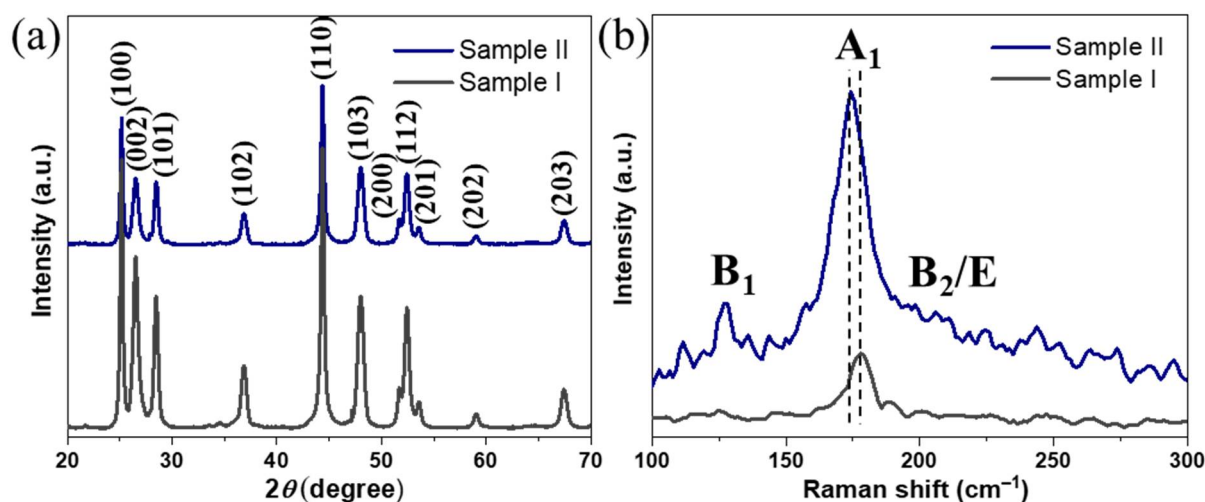 (a)
Sample II
Sample I
(100)
(002)
(101)
(102)
(110)
(103)
(200)
(112)
(201)
(202)
(203)
Intensity (a.u.)
20 30 40 50 60 70
2θ (degree)
(b)
A1
Sample II
Sample I
B1
B2/E
Intensity (a.u.)
100 150 200 250 300
Raman shift (cm−1)